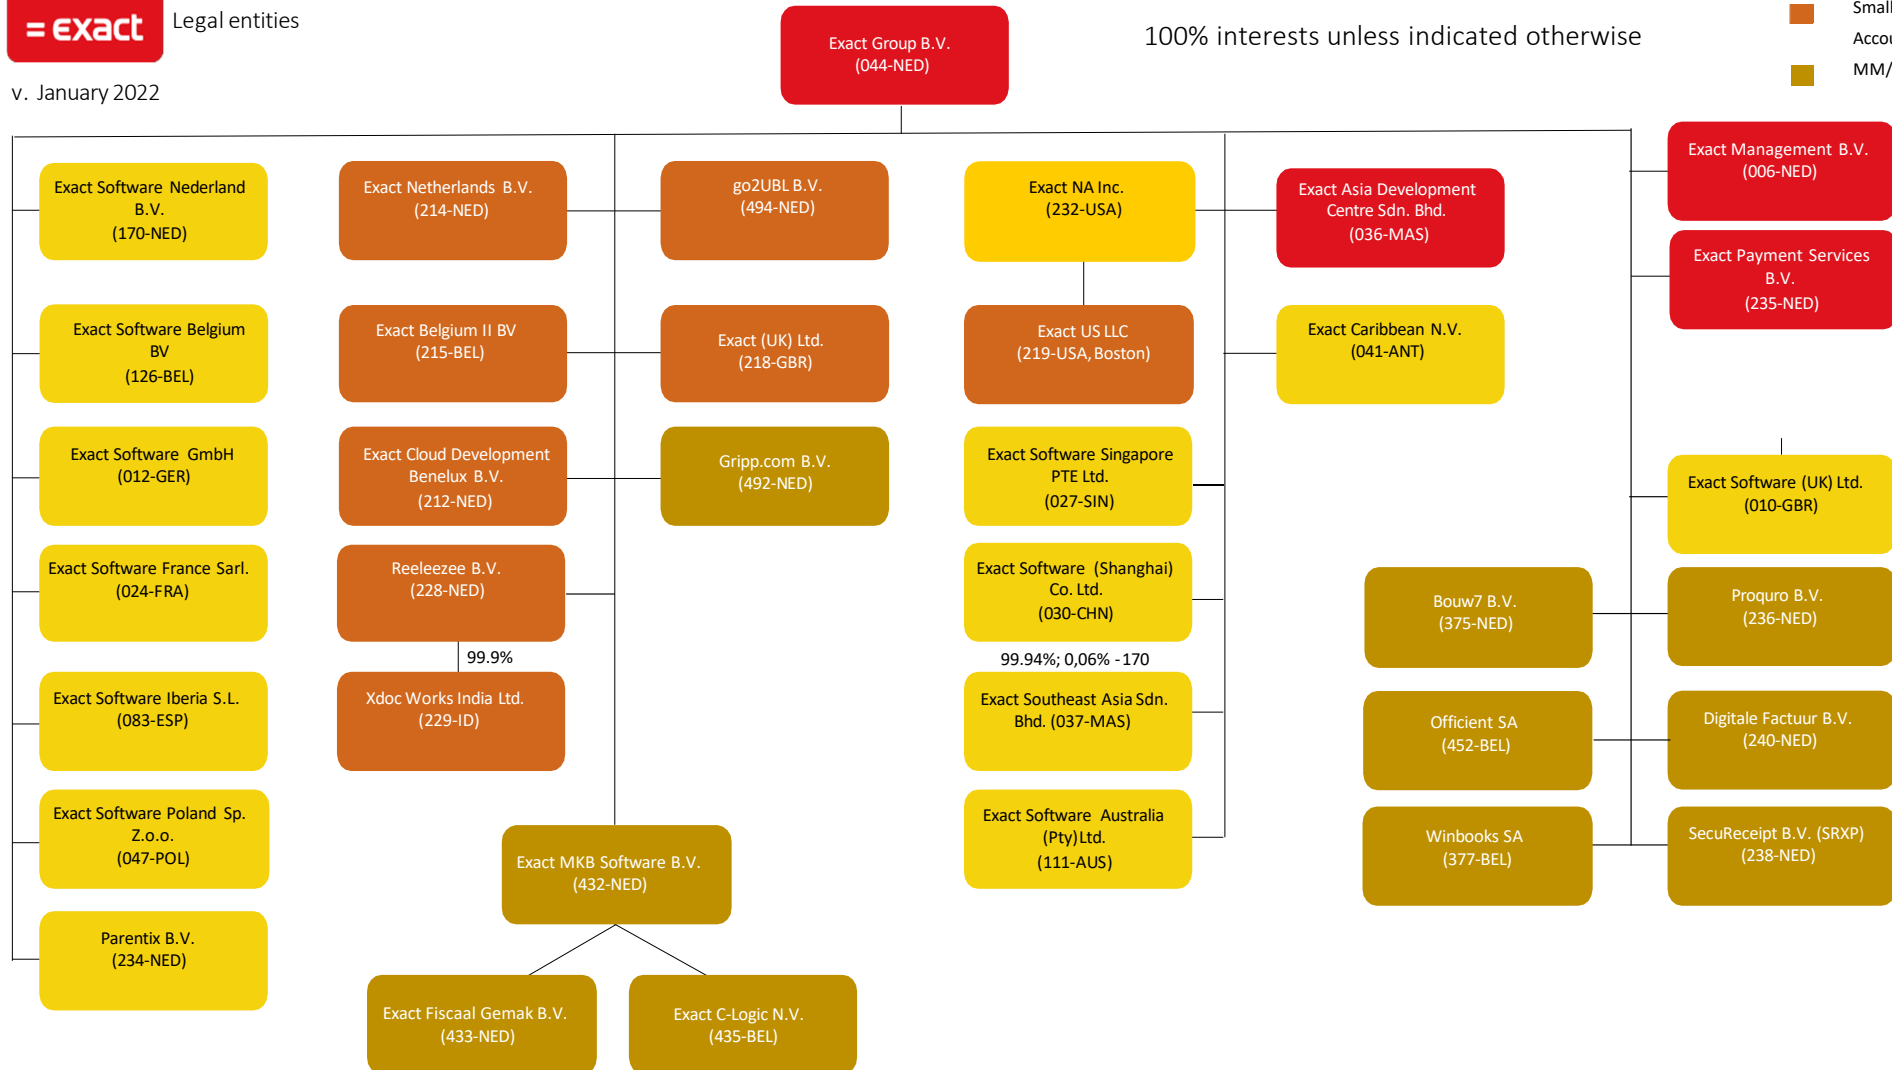 = exact
Legal entities
v. January 2022
Exact Group B.V.
(044-NED)
100% interests unless indicated otherwise
Small
Accou
MM/
Exact Software Nederland
B.V.
(170-NED)
Exact Software Belgium
BV
(126-BEL)
Exact Software GmbH
(012-GER)
Exact Software France Sarl.
(024-FRA)
Exact Software Iberia S.L.
(083-ESP)
Exact Software Poland Sp.
Z.o.o.
(047-POL)
Parentix B.V.
(234-NED)
Exact Netherlands B.V.
(214-NED)
Exact Belgium II BV
(215-BEL)
Exact Cloud Development
Benelux B.V.
(212-NED)
Reeleezee B.V.
(228-NED)
99.9%
Xdoc Works India Ltd.
(229-ID)
go2UBL B.V.
(494-NED)
Exact (UK) Ltd.
(218-GBR)
Gripp.com B.V.
(492-NED)
Exact MKB Software B.V.
(432-NED)
Exact Fiscaal Gemak B.V.
(433-NED)
Exact C-Logic N.V.
(435-BEL)
Exact NA Inc.
(232-USA)
Exact US LLC
(219-USA, Boston)
Exact Software Singapore
PTE Ltd.
(027-SIN)
Exact Software (Shanghai)
Co. Ltd.
(030-CHN)
99.94%; 0,06% -170
Exact Southeast Asia Sdn.
Bhd. (037-MAS)
Exact Software Australia
(Pty)Ltd.
(111-AUS)
Exact Asia Development
Centre Sdn. Bhd.
(036-MAS)
Exact Caribbean N.V.
(041-ANT)
Bouw7 B.V.
(375-NED)
Officient SA
(452-BEL)
Winbooks SA
(377-BEL)
Exact Management B.V.
(006-NED)
Exact Payment Services
B.V.
(235-NED)
Exact Software (UK) Ltd.
(010-GBR)
Proquro B.V.
(236-NED)
Digitale Factuur B.V.
(240-NED)
SecuReceipt B.V. (SRXP)
(238-NED)